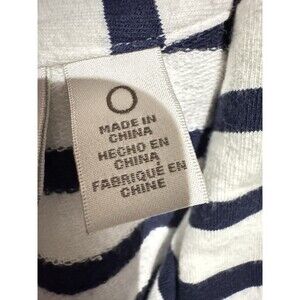 O
MADE IN
CHINA
HECHO EN
CHINA
FABRIQUÉ EN
CHINE